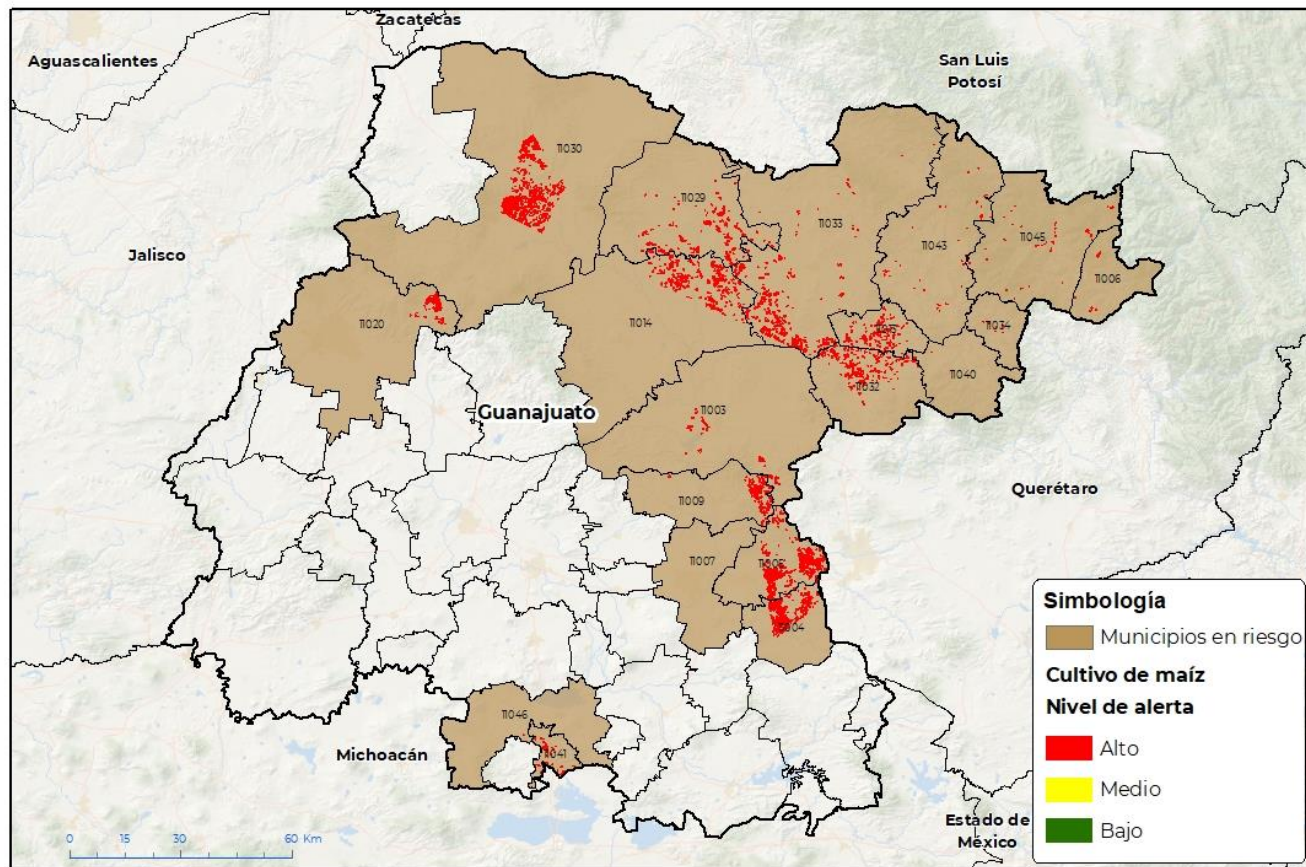 Zacatecas
Aguascalientes
San Luis
Potosí
11030
11029
11033
11043
11045
11006
Jalisco
11020
11014
11034
11032
11040
Guanajuato
11003
Querétaro
11009
11007
11046
Michoacán
Estado de
México
0 15 30 60 Km
Simbología
Municipios en riesgo
Cultivo de maíz
Nivel de alerta
Alto
Medio
Bajo